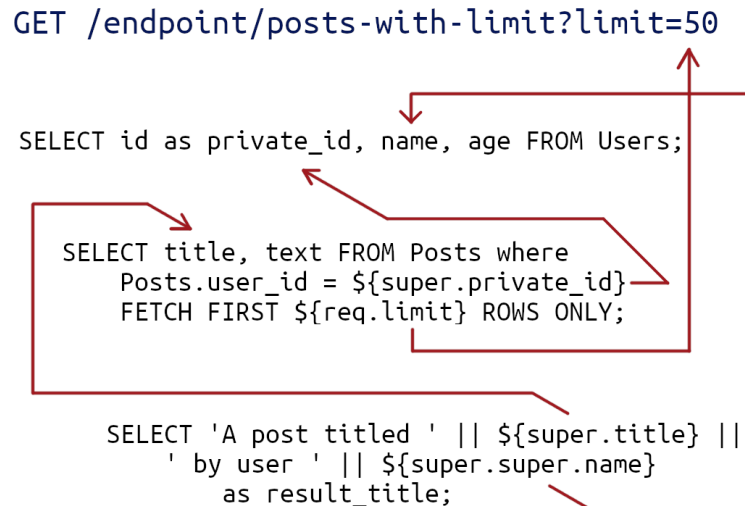 GET /endpoint/posts-with-limit?limit=50
SELECT id as private_id, name, age FROM Users;
SELECT title, text FROM Posts where
Posts.user_id = ${super.private_id}
FETCH FIRST ${req.limit} ROWS ONLY;
SELECT 'A post titled ' || ${super.title} ||
' by user ' || ${super.super.name}
as result_title;